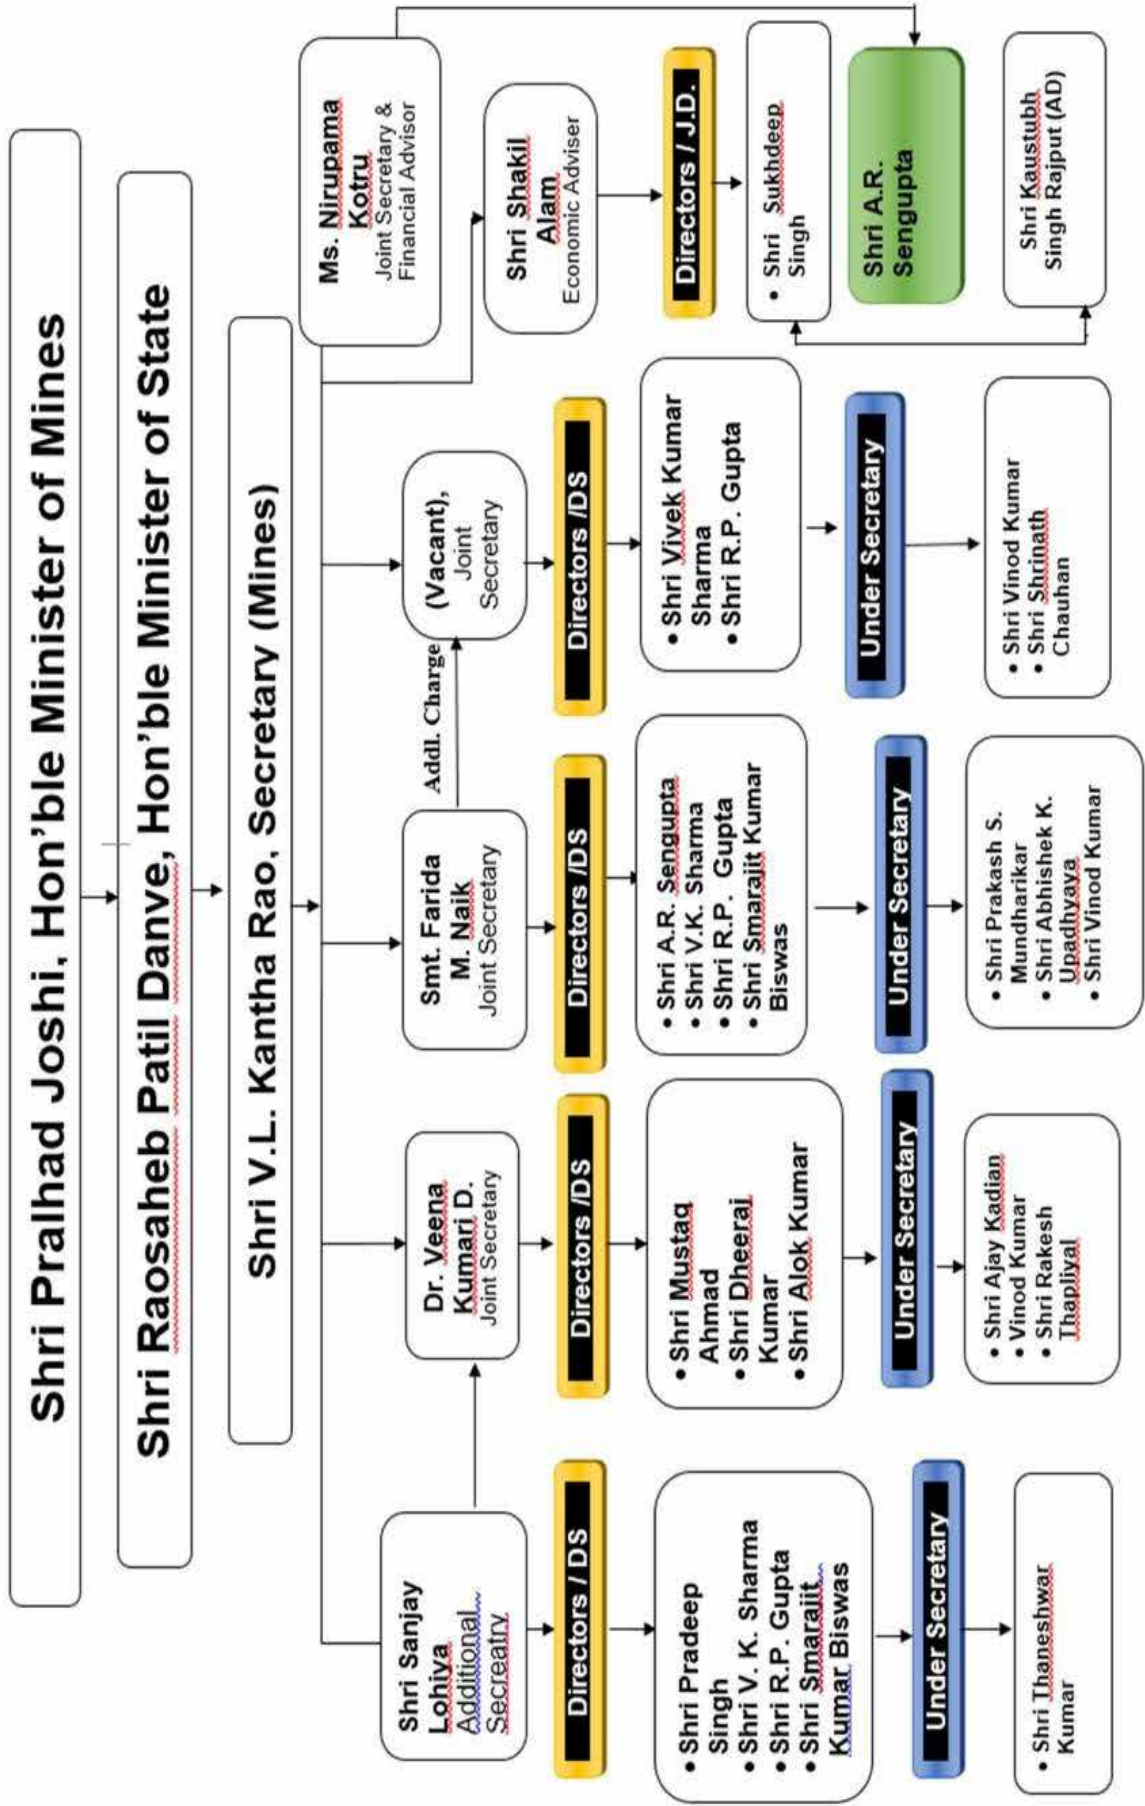 Shri Pralhad Joshi, Hon'ble Minister of Mines
Shri Raosaheb Patil Danve, Hon'ble Minister of State
Shri V.L. Kantha Rao, Secretary (Mines)
Shri Sanjay
Lohiya
Additional
Secreatry
Directors / DS
• Shri Pradeep
Singh
• Shri V. K. Sharma
• Shri R.P. Gupta
• Shri Smarajit
Kumar Biswas
Under Secretary
• Shri Thaneshwar
Kumar
Dr. Veena
Kumari D.
Joint Secretary
Directors /DS
• Shri Mustaq
Ahmad
• Shri Dheeraj
Kumar
• Shri Alok Kumar
Under Secretary
• Shri Ajay Kadian
• Vinod Kumar
• Shri Rakesh
Thapliyal
Smt. Farida
M. Naik
Joint Secretary
Addl. Charge
Directors /DS
• Shri A.R. Sengupta
• Shri V.K. Sharma
• Shri R.P. Gupta
• Shri Smarajit Kumar
Biswas
Under Secretary
• Shri Prakash S.
Mundharikar
• Shri Abhishek K.
Upadhyaya
• Shri Vinod Kumar
(Vacant),
Joint
Secretary
Directors /DS
• Shri Vivek Kumar
Sharma
• Shri R.P. Gupta
Under Secretary
• Shri Vinod Kumar
• Shri Shrinath
Chauhan
Ms. Nirupama
Kotru
Joint Secretary &
Financial Advisor
Shri Shakil
Alam
Economic Adviser
Directors / J.D.
• Shri Sukhdeep
Singh
Shri A.R.
Sengupta
Shri Kaustubh
Singh Rajput (AD)